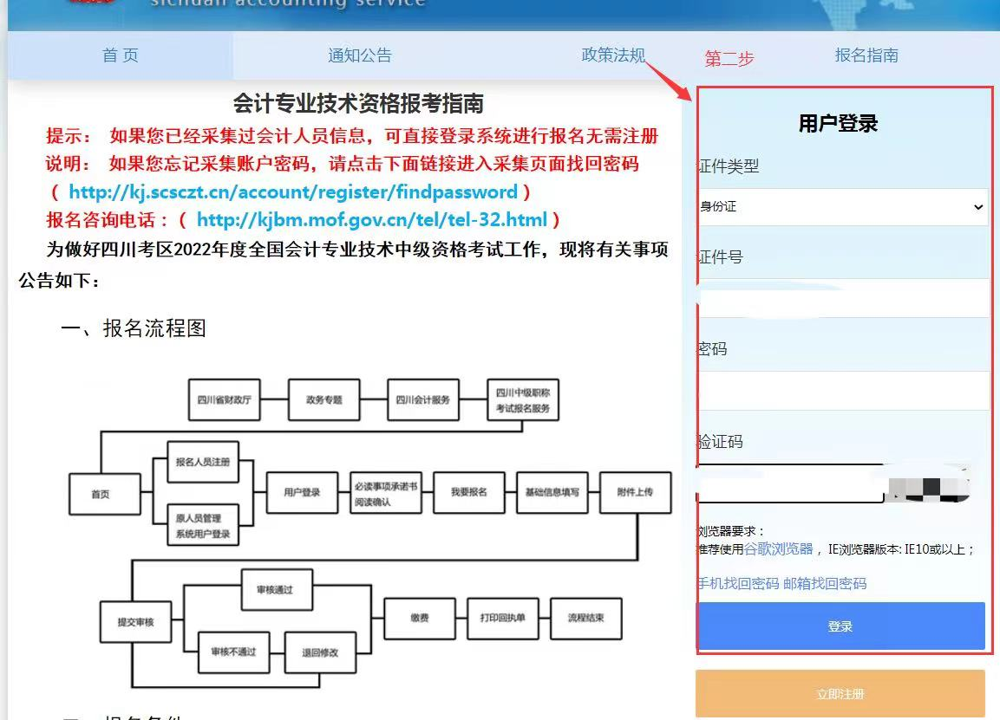 sichuan accounting service
首 页
通知公告
政策法规
第二步
报名指南
会计专业技术资格报考指南
提示： 如果您已经采集过会计人员信息，可直接登录系统进行报名无需注册
说明： 如果您忘记采集账户密码，请点击下面链接进入采集页面找回密码
（ http://kj.scsczt.cn/account/register/findpassword ）
报名咨询电话：（ http://kjbm.mof.gov.cn/tel/tel-32.html ）
为做好四川考区2022年度全国会计专业技术中级资格考试工作，现将有关事项
公告如下：
一、报名流程图
四川省财政厅
政务专题
四川会计服务
四川中级职称
考试报名服务
首页
报名人员注册
原人员管理
系统用户登录
用户登录
必读事项承诺书
阅读确认
我要报名
基础信息填写
附件上传
提交审核
审核通过
审核不通过
退回修改
缴费
打印回执单
流程结束
用户登录
证件类型
身份证
证件号
密码
验证码
浏览器要求：
推荐使用谷歌浏览器，IE浏览器版本: IE10或以上；
手机找回密码 邮箱找回密码
登录
立即注册